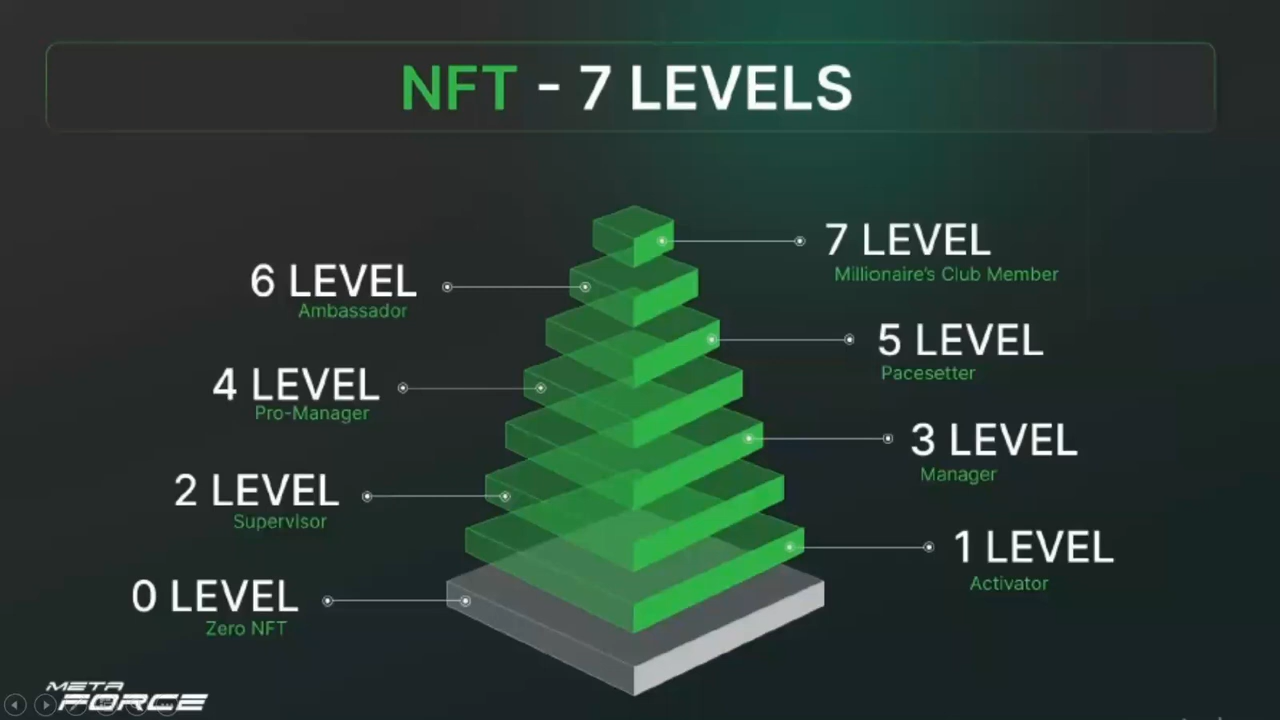 NFT - 7 LEVELS
7 LEVEL
Millionaire's Club Member
6 LEVEL
Ambassador
5 LEVEL
Pacesetter
4 LEVEL
Pro-Manager
3 LEVEL
Manager
2 LEVEL
Supervisor
1 LEVEL
Activator
0 LEVEL
Zero NFT
META
FORCE